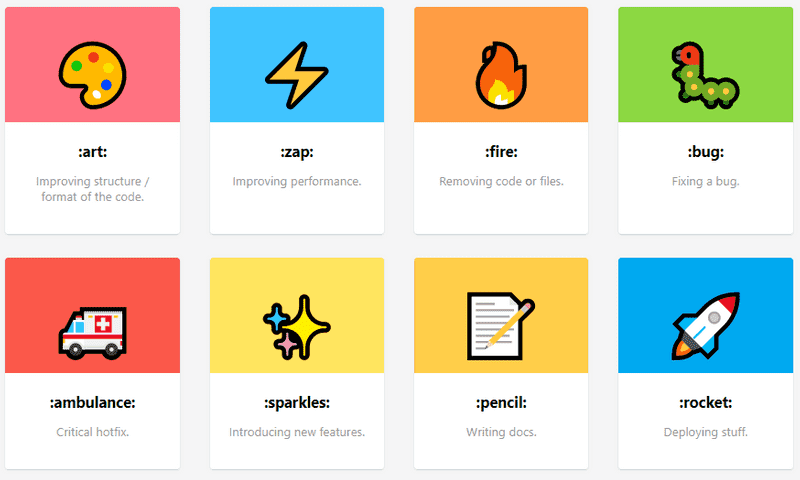 :art:
Improving structure /
format of the code.
:zap:
Improving performance.
:fire:
Removing code or files.
:bug:
Fixing a bug.
:ambulance:
Critical hotfix.
:sparkles:
Introducing new features.
:pencil:
Writing docs.
:rocket:
Deploying stuff.